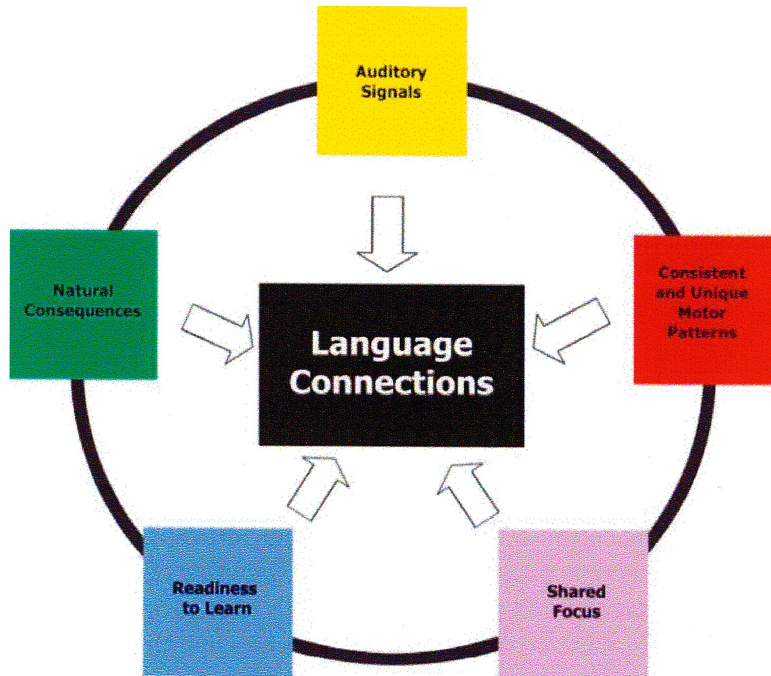 Auditory
Signals
Natural
Consequences
Consistent
and Unique
Motor
Patterns
Language
Connections
Readiness
to Learn
Shared
Focus